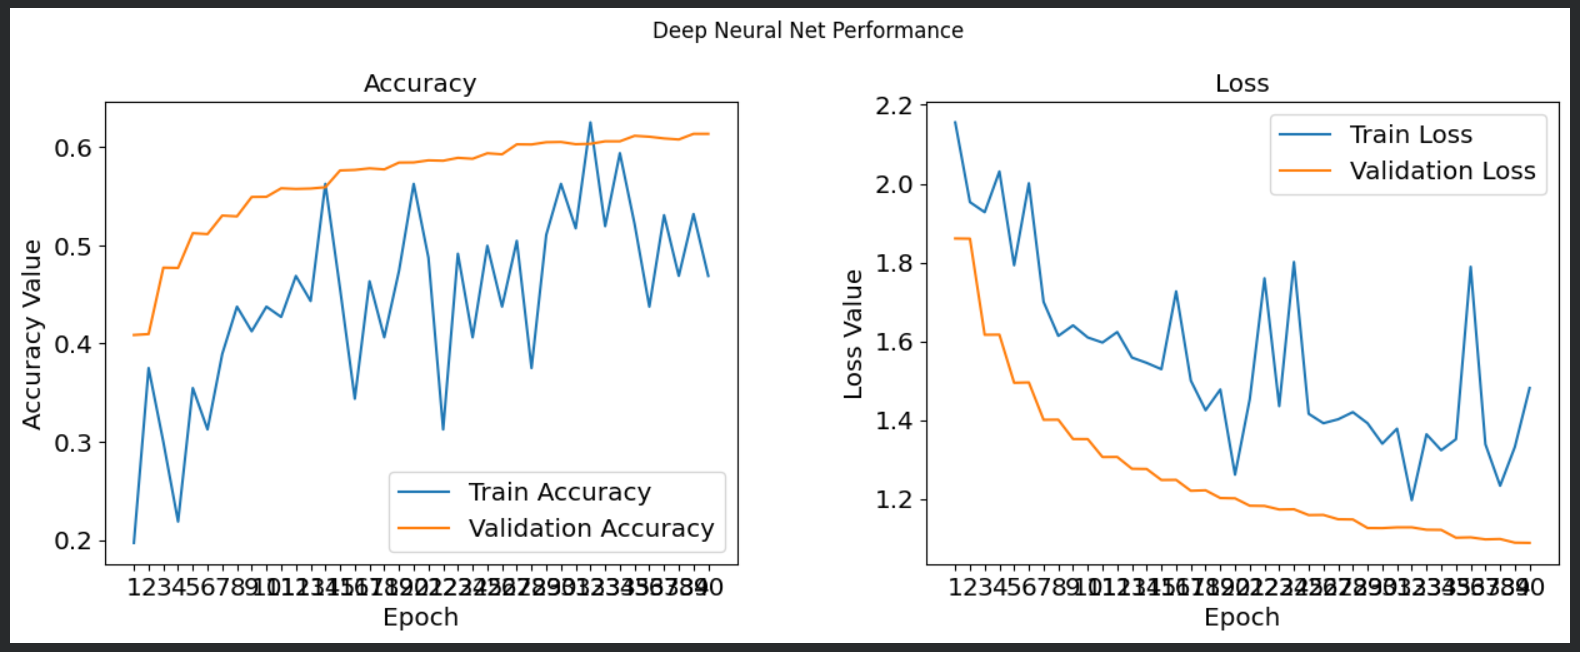 Deep Neural Net Performance
Accuracy
Accuracy Value
0.6
0.5
0.4
0.3
0.2
Train Accuracy
Validation Accuracy
Epoch
Loss
Loss Value
2.2
2.0
1.8
1.6
1.4
1.2
Train Loss
Validation Loss
Epoch